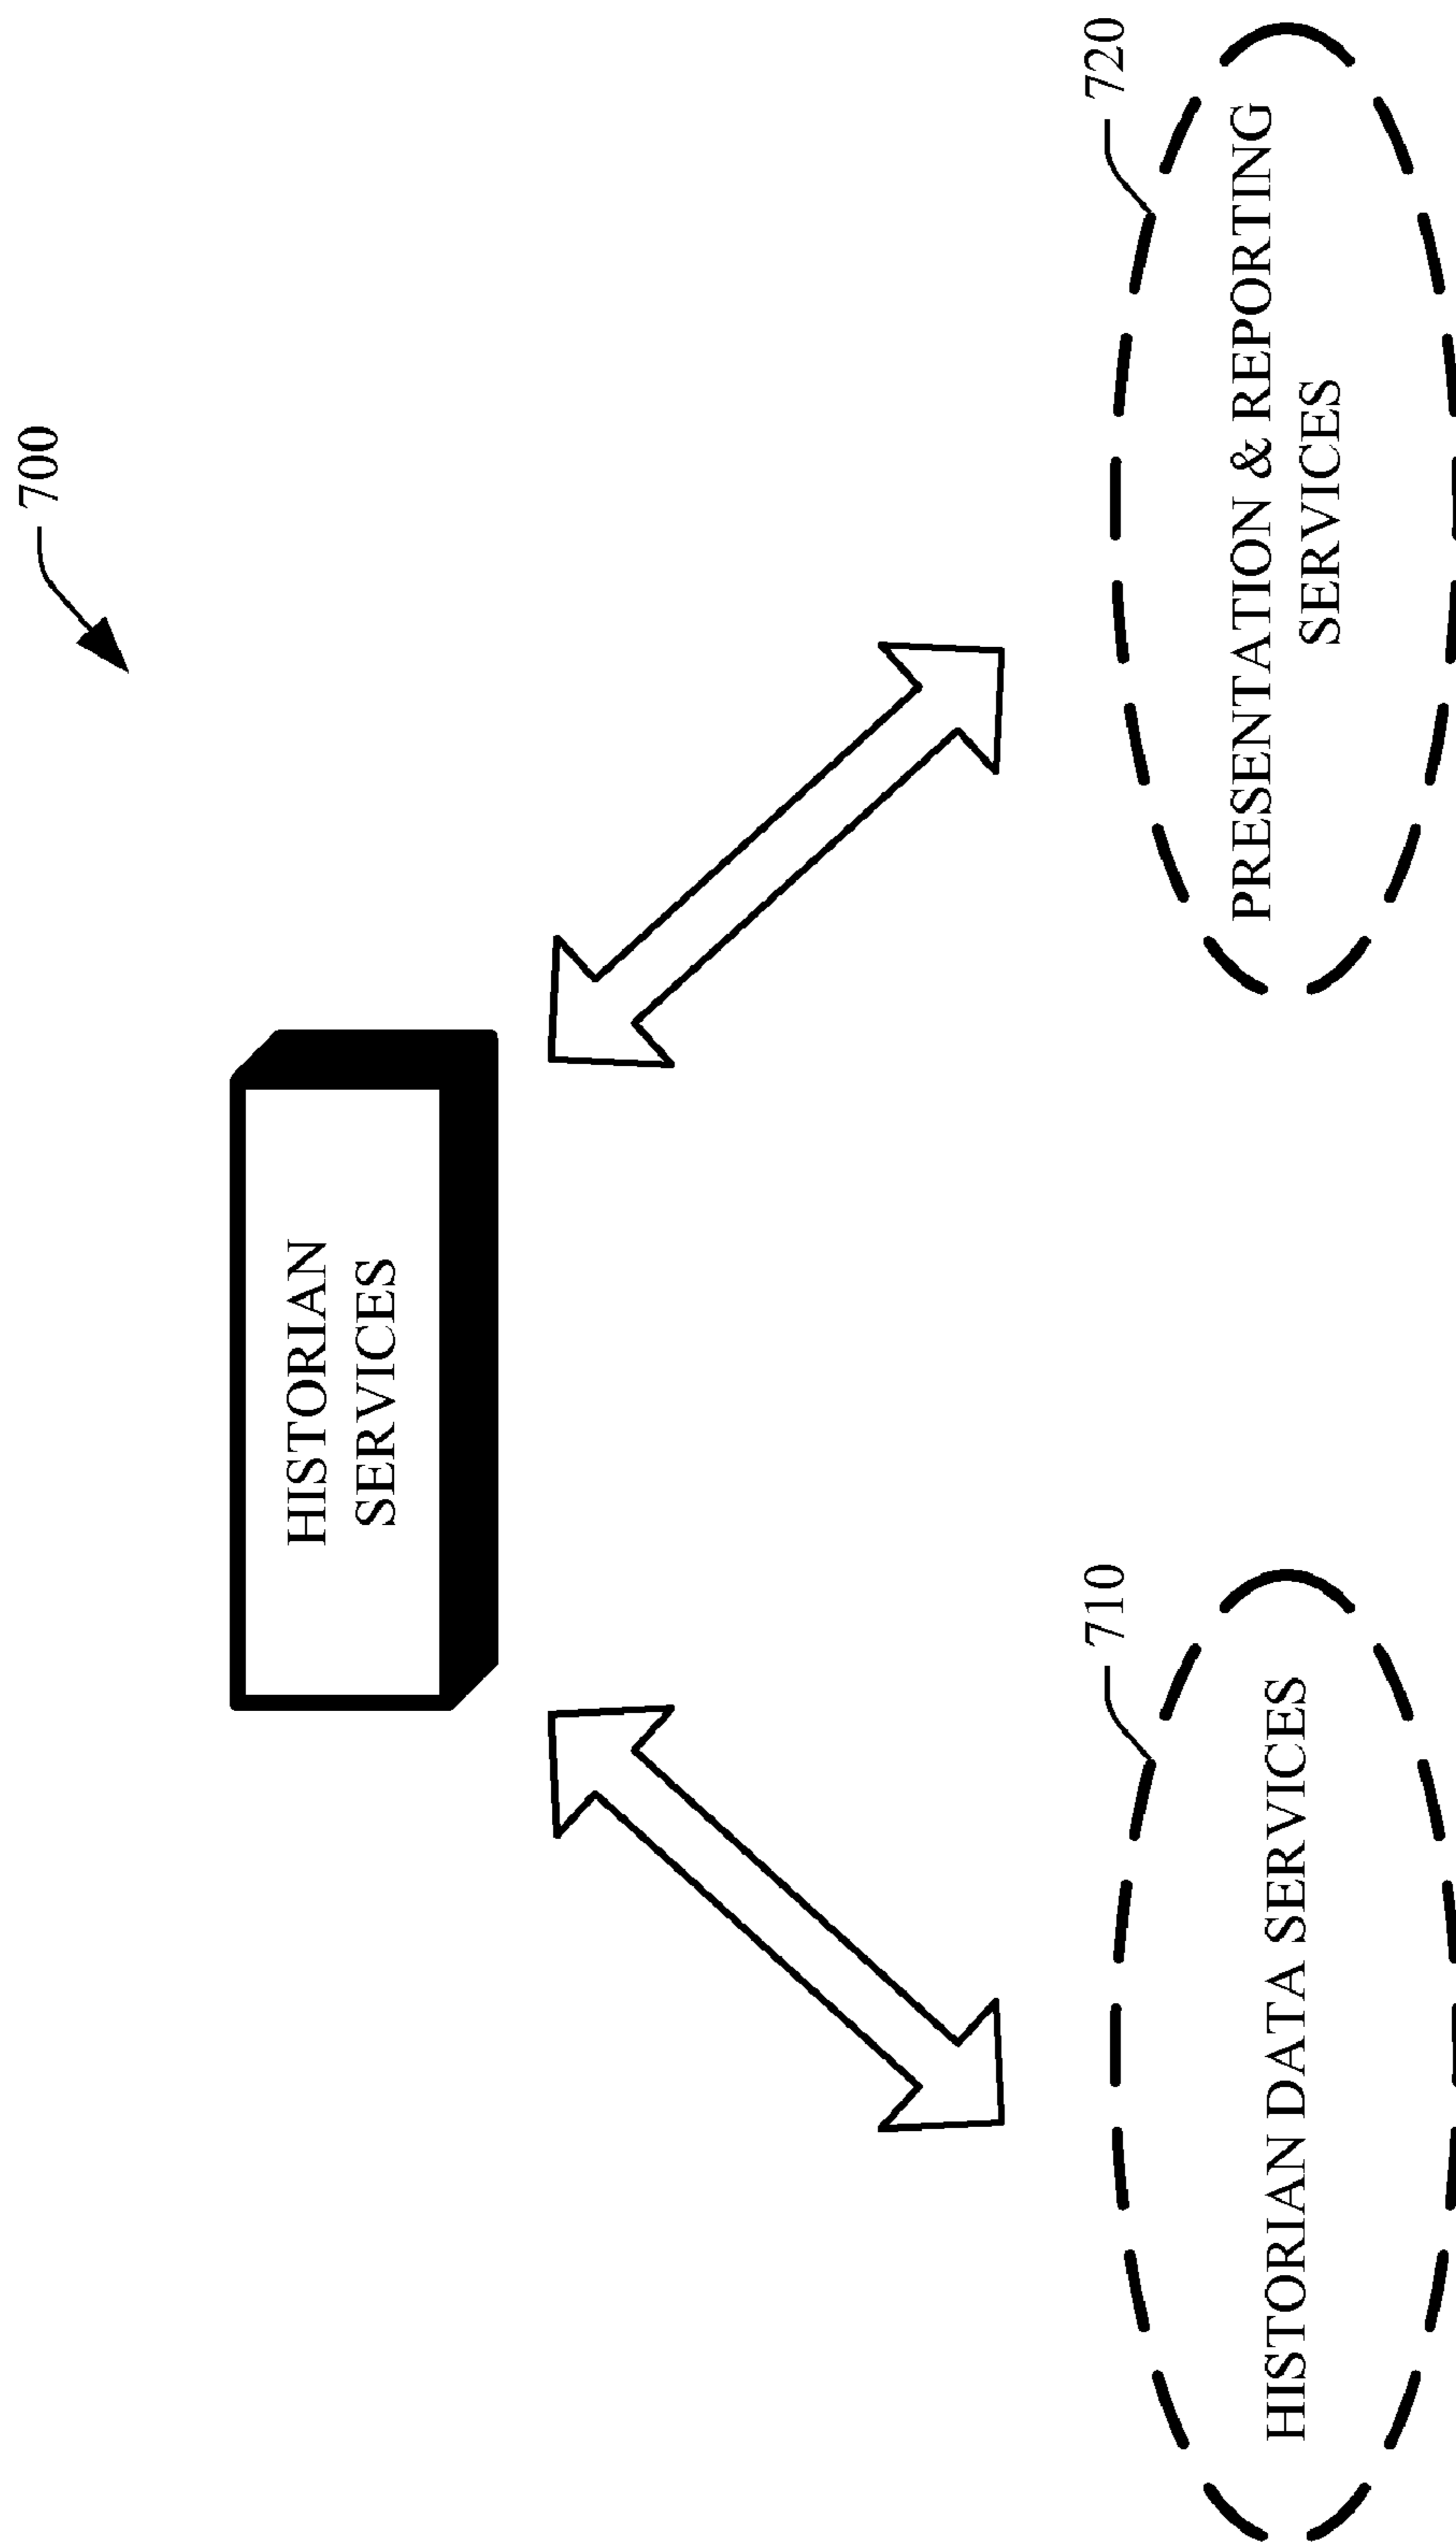 700
HISTORIAN
SERVICES
710
HISTORIAN DATA SERVICES
720
PRESENTATION & REPORTING
SERVICES